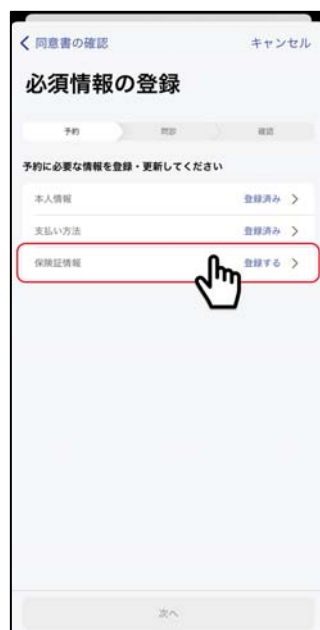 同意書の確認 キャンセル
必須情報の登録
予約 問診 確認
予約に必要な情報を登録・更新してください
本人情報 登録済み
支払い方法 登録済み
保険証情報 登録する
次へ